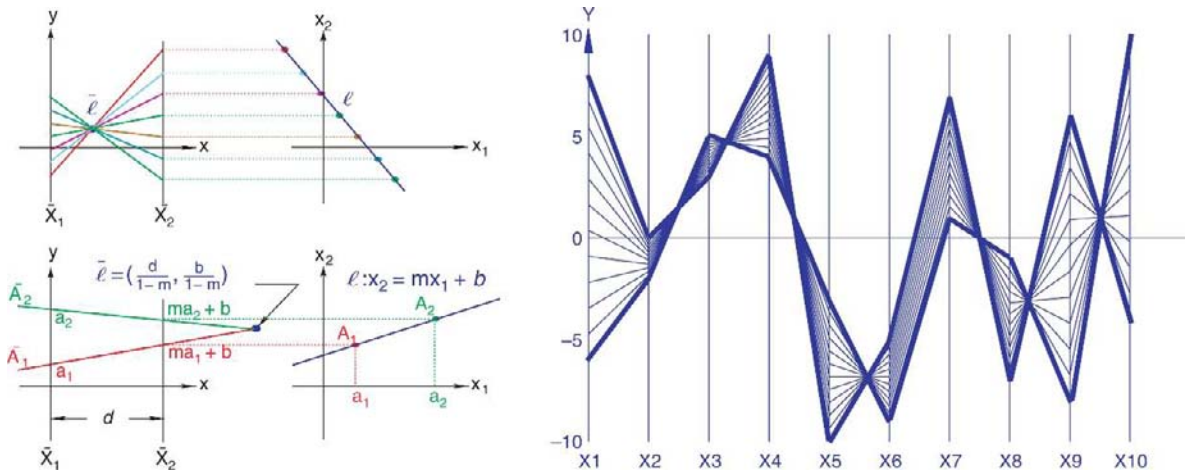 y
x₂
ℓ̄
ℓ
x
x₁
X̄₁
X̄₂
y
x₂
ℓ̄=(d/1−m, b/1−m)
ℓ:x₂ = mx₁ + b
Ā₂
a₂
ma₂ + b
A₂
Ā₁
a₁
ma₁ + b
A₁
x
x₁
a₁
a₂
d
X̄₁
X̄₂
Y
10
5
0
−5
−10
X1 X2 X3 X4 X5 X6 X7 X8 X9 X10